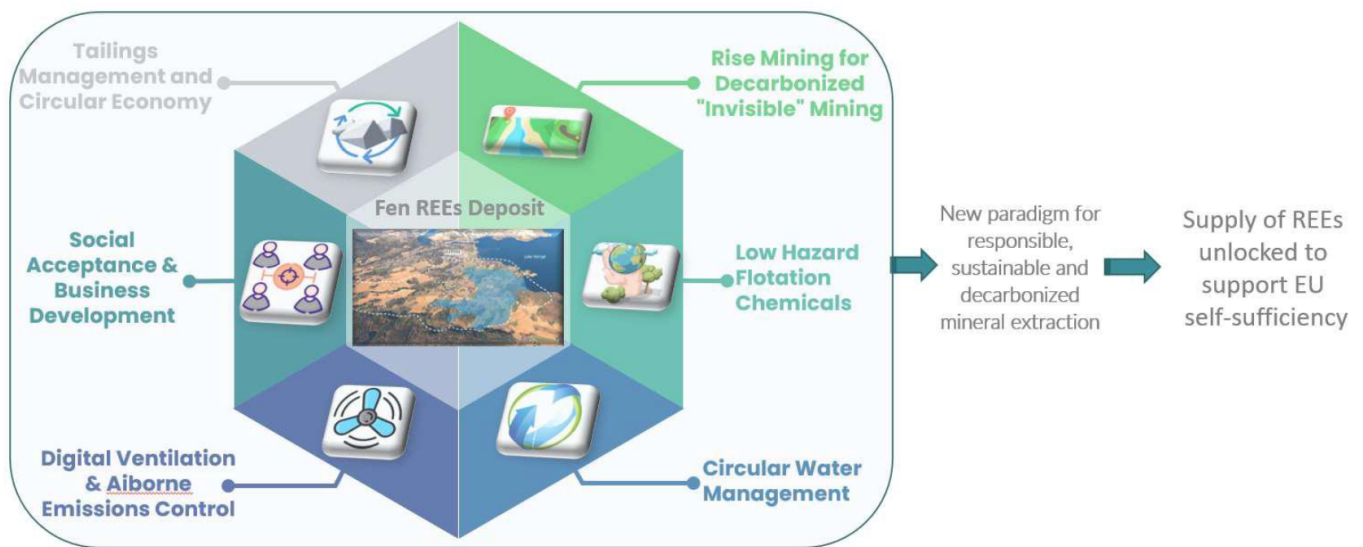 Tailings
Management and
Circular Economy
Rise Mining for
Decarbonized
"Invisible" Mining
Fen REEs Deposit
Social
Acceptance &
Business
Development
Low Hazard
Flotation
Chemicals
Digital Ventilation
& Aiborne
Emissions Control
Circular Water
Management
New paradigm for
responsible,
sustainable and
decarbonized
mineral extraction
Supply of REEs
unlocked to
support EU
self-sufficiency